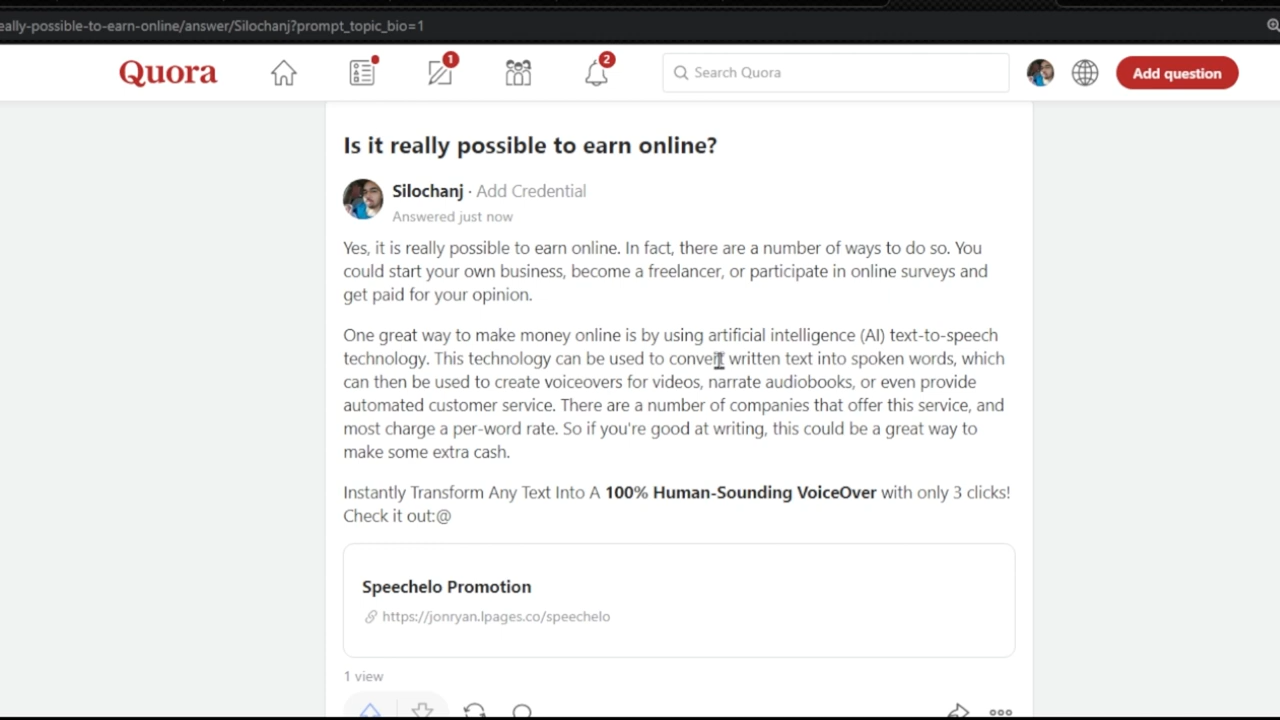 eally-possible-to-earn-online/answer/Silochanj?prompt_topic_bio=1
Quora
1
2
Search Quora
Add question
Is it really possible to earn online?
Silochanj · Add Credential
Answered just now
Yes, it is really possible to earn online. In fact, there are a number of ways to do so. You
could start your own business, become a freelancer, or participate in online surveys and
get paid for your opinion.
One great way to make money online is by using artificial intelligence (AI) text-to-speech
technology. This technology can be used to convert written text into spoken words, which
can then be used to create voiceovers for videos, narrate audiobooks, or even provide
automated customer service. There are a number of companies that offer this service, and
most charge a per-word rate. So if you're good at writing, this could be a great way to
make some extra cash.
Instantly Transform Any Text Into A 100% Human-Sounding VoiceOver with only 3 clicks!
Check it out:@
Speechelo Promotion
https://jonryan.lpages.co/speechelo
1 view